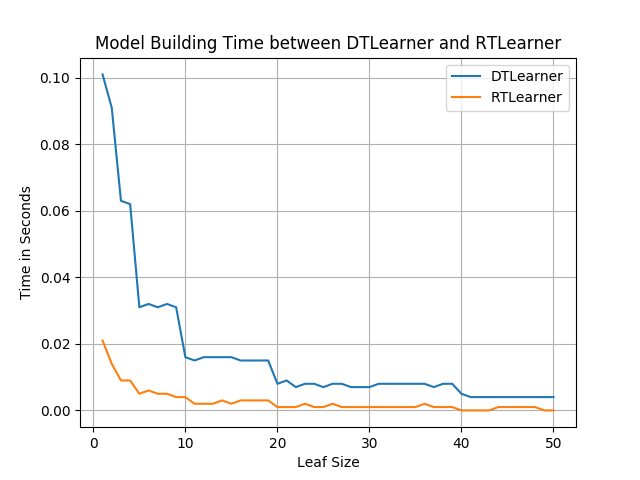 Model Building Time between DTLearner and RTLearner
DTLearner
RTLearner
0.10
0.08
0.06
0.04
0.02
0.00
Time in Seconds
0 10 20 30 40 50
Leaf Size